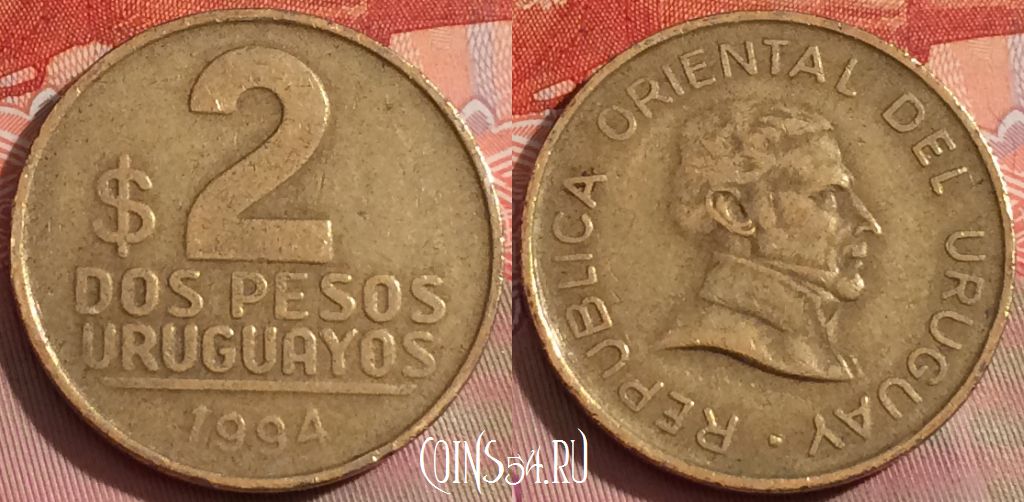 $ 2
DOS PESOS
URUGUAYOS
1994
REPUBLICA ORIENTAL DEL URUGUAY •
COINS54.RU